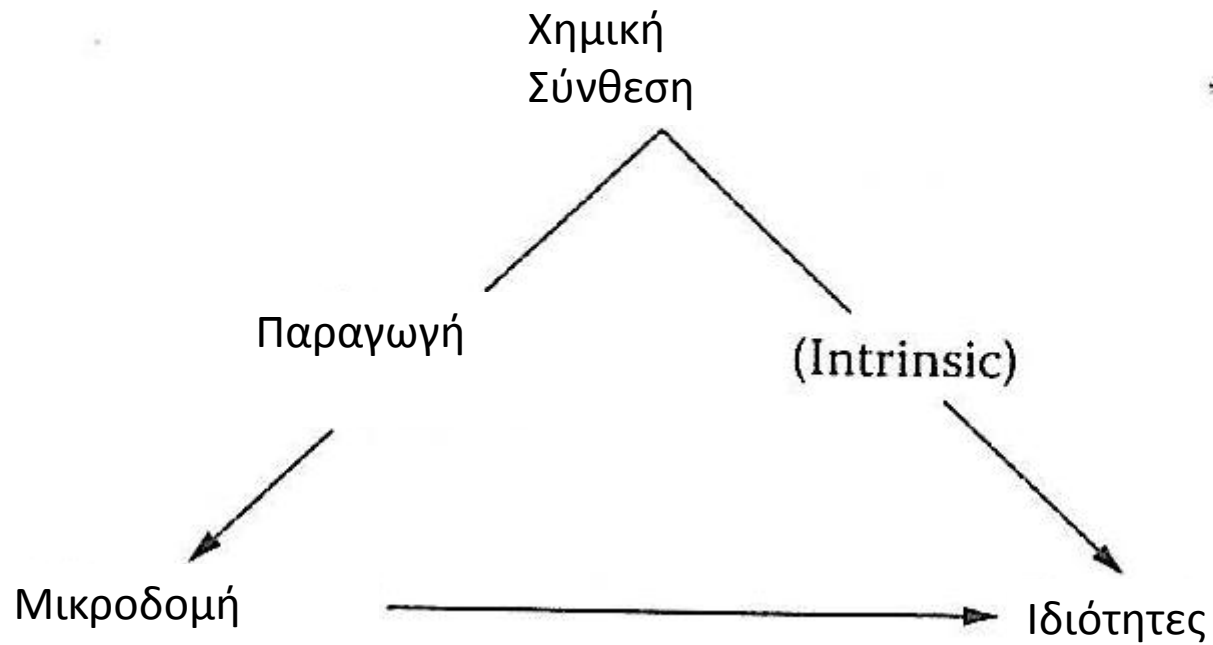 Χημική
Σύνθεση
Παραγωγή
(Intrinsic)
Μικροδομή
Ιδιότητες